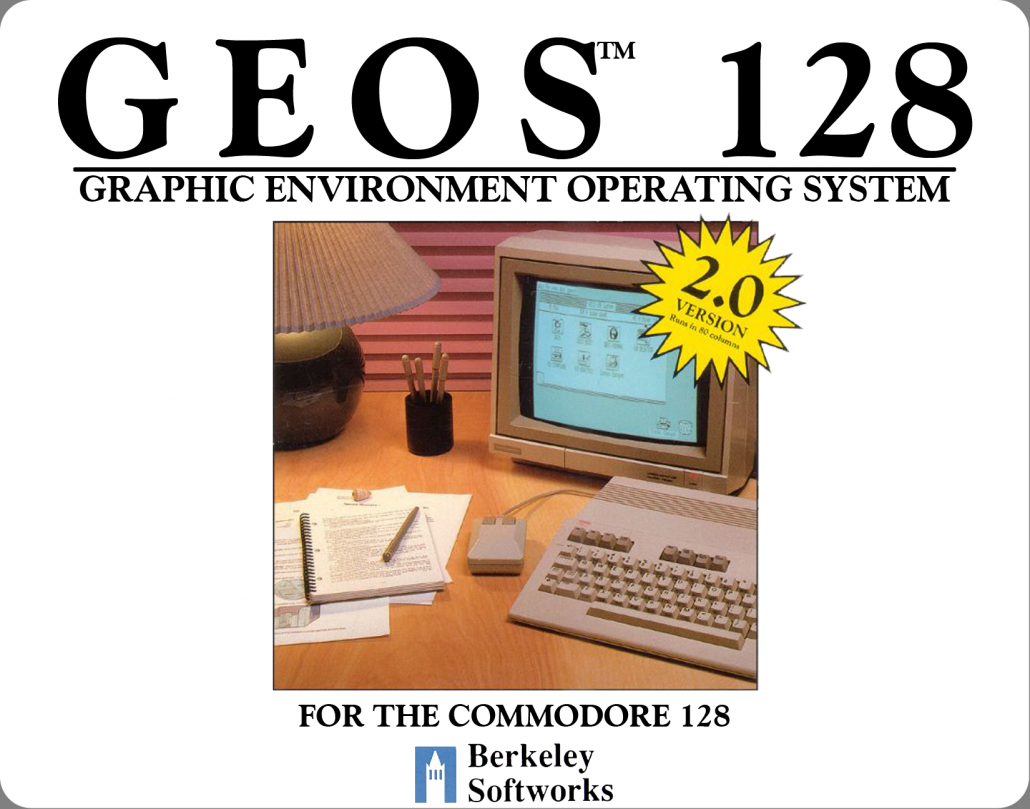 GEOS™ 128
GRAPHIC ENVIRONMENT OPERATING SYSTEM
2.0
VERSION
Runs in 80 columns
FOR THE COMMODORE 128
Berkeley
Softworks